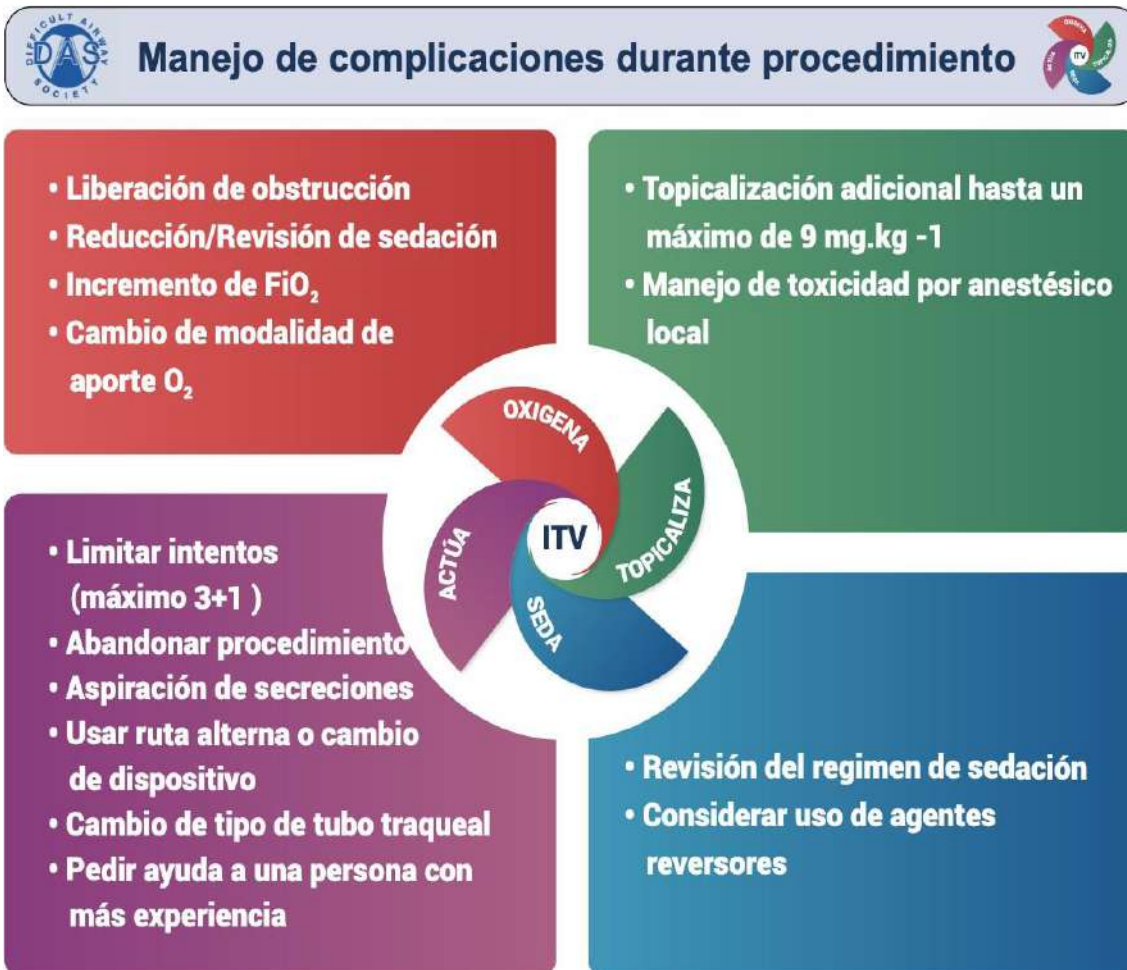 DIFFICULT AIRWAY
DAS
SOCIETY
Manejo de complicaciones durante procedimiento
OXIGENA
TOPICALIZA
SEDA
ACTÚA
ITV
• Liberación de obstrucción
• Reducción/Revisión de sedación
• Incremento de FiO₂
• Cambio de modalidad de
aporte O₂
• Topicalización adicional hasta un
máximo de 9 mg.kg -1
• Manejo de toxicidad por anestésico
local
OXIGENA
TOPICALIZA
SEDA
ACTÚA
ITV
• Limitar intentos
(máximo 3+1 )
• Abandonar procedimiento
• Aspiración de secreciones
• Usar ruta alterna o cambio
de dispositivo
• Cambio de tipo de tubo traqueal
• Pedir ayuda a una persona con
más experiencia
• Revisión del regimen de sedación
• Considerar uso de agentes
reversores